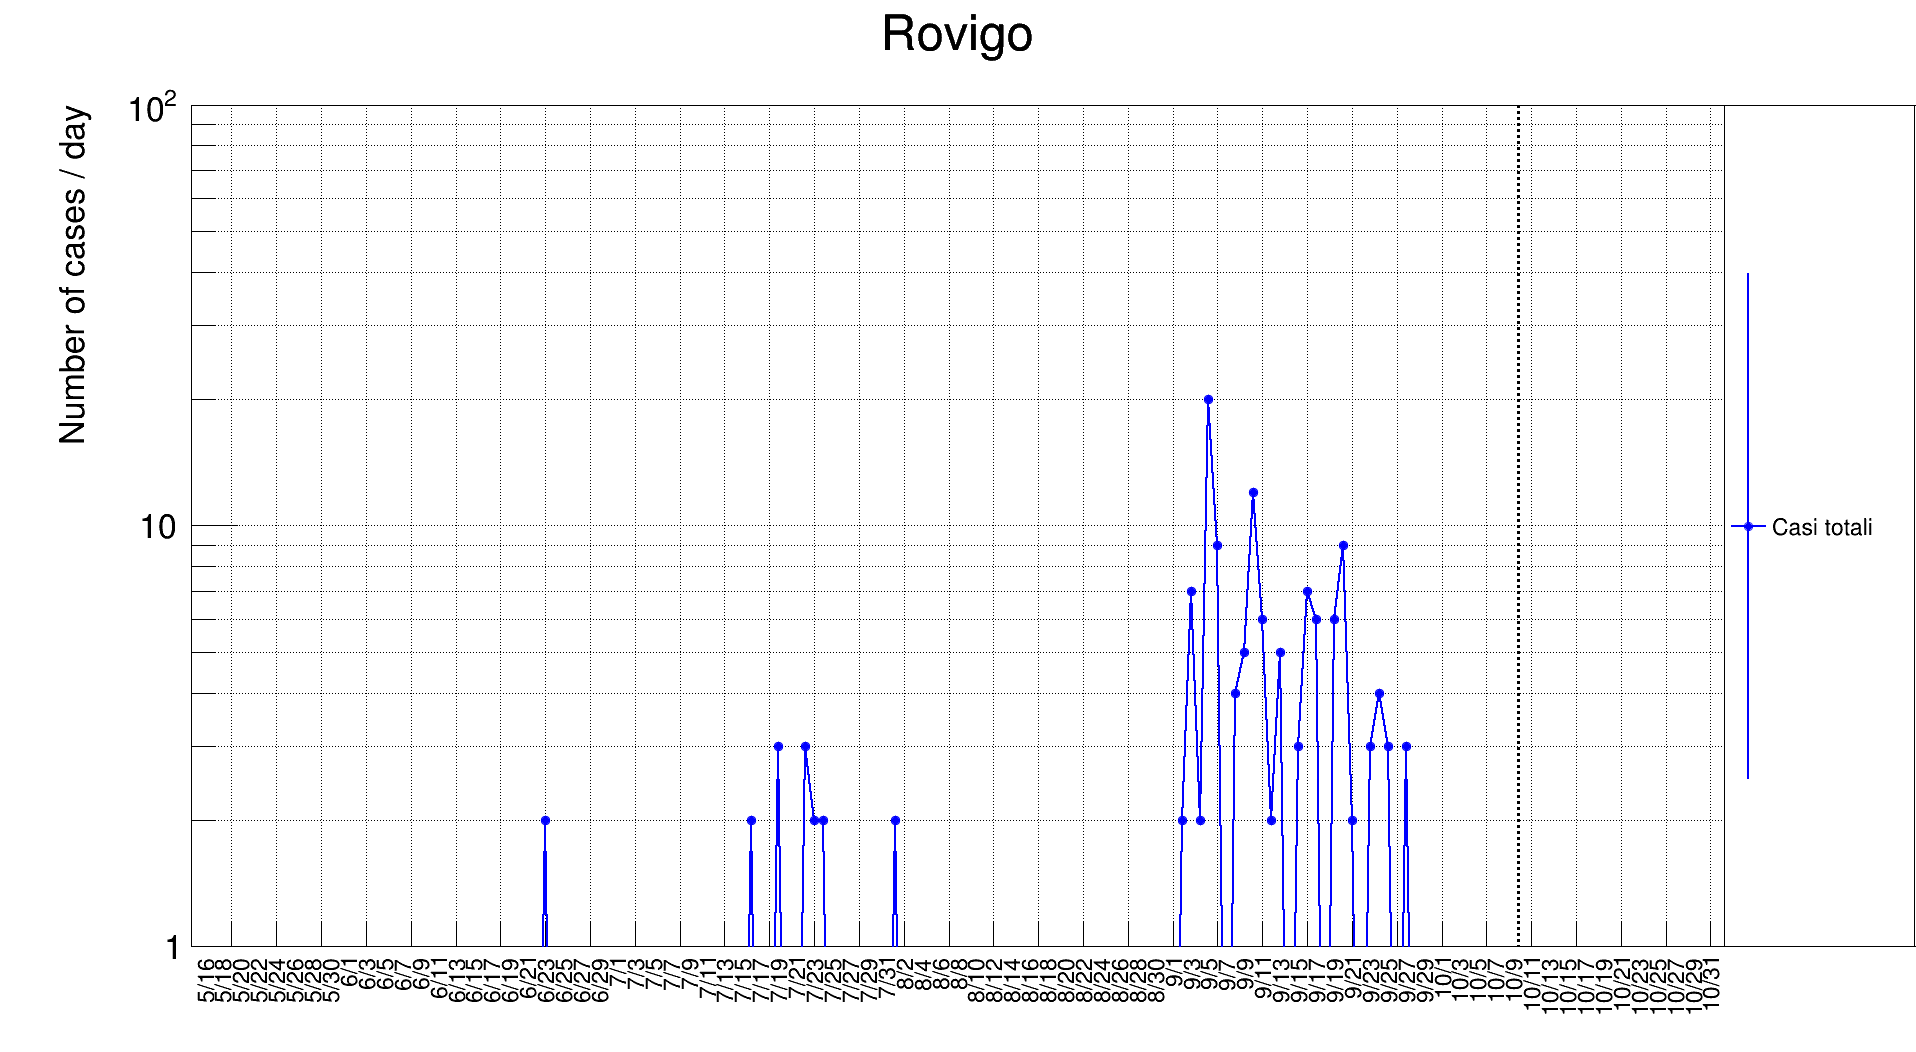 Rovigo
Number of cases / day
10²
10
1
Casi totali
5/16 5/18 5/20 5/22 5/24 5/26 5/28 5/30 6/1 6/3 6/5 6/7 6/9 6/11 6/13 6/15 6/17 6/19 6/21 6/23 6/25 6/27 6/29 7/1 7/3 7/5 7/7 7/9 7/11 7/13 7/15 7/17 7/19 7/21 7/23 7/25 7/27 7/29 7/31 8/2 8/4 8/6 8/8 8/10 8/12 8/14 8/16 8/18 8/20 8/22 8/24 8/26 8/28 8/30 9/1 9/3 9/5 9/7 9/9 9/11 9/13 9/15 9/17 9/19 9/21 9/23 9/25 9/27 9/29 10/1 10/3 10/5 10/7 10/9 10/11 10/13 10/15 10/17 10/19 10/21 10/23 10/25 10/27 10/29 10/31